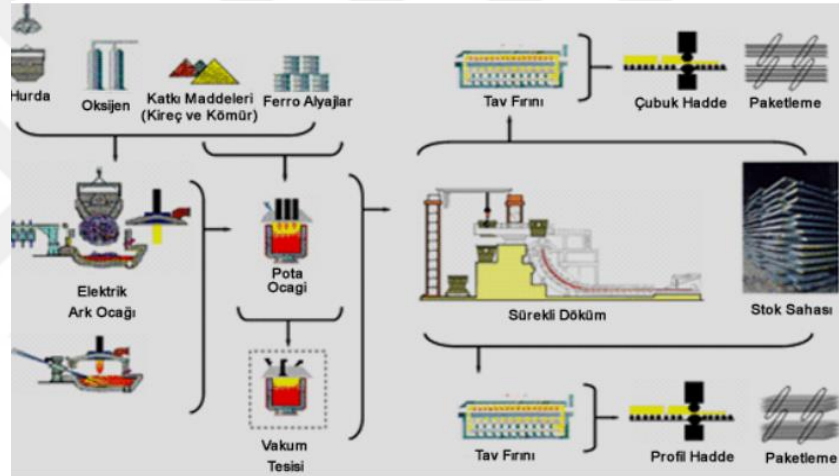 Hurda
Oksijen
Katkı Maddeleri
(Kireç ve Kömür)
Ferro Alyajlar
Tav Fırını
Çubuk Hadde
Paketleme
Elektrik
Ark Ocağı
Pota
Ocagi
Sürekli Döküm
Stok Sahası
Vakum
Tesisi
Tav Fırını
Profil Hadde
Paketleme